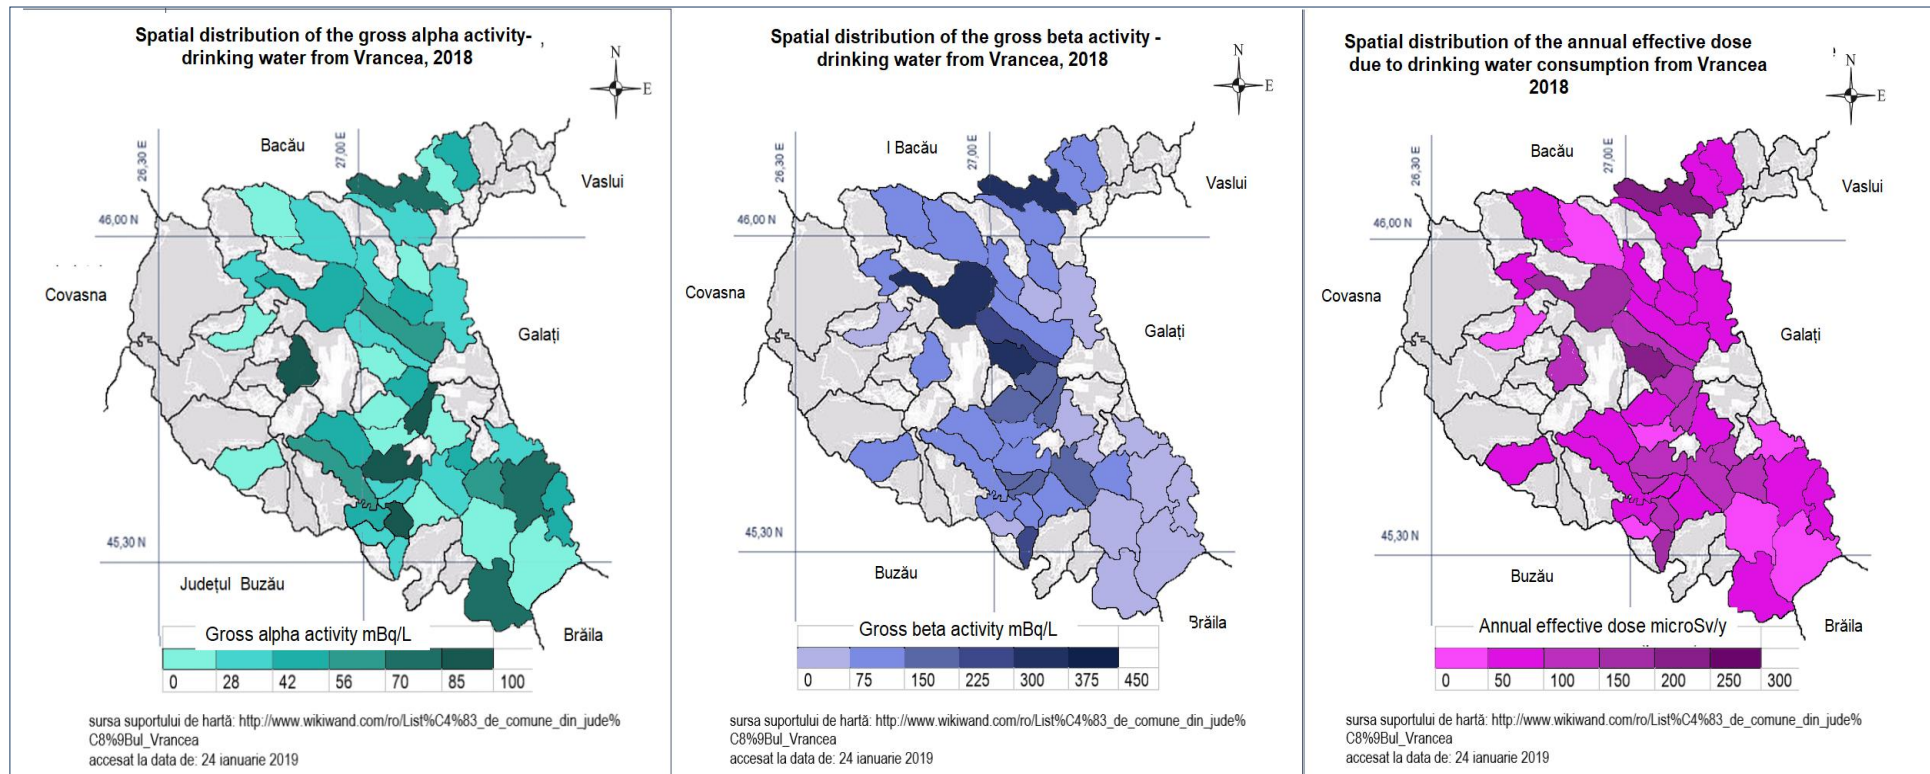 Spatial distribution of the gross alpha activity- ,
drinking water from Vrancea, 2018
N
E
Bacău
26,30 E
27,00 E
Vaslui
46,00 N
Covasna
Galați
45,30 N
Județul Buzău
Brăila
Gross alpha activity mBq/L
0 28 42 56 70 85 100
sursa suportului de hartă: http://www.wikiwand.com/ro/List%C4%83_de_comune_din_jude%
C8%9Bul_Vrancea
accesat la data de: 24 ianuarie 2019
Spatial distribution of the gross beta activity -
drinking water from Vrancea, 2018
N
E
I Bacău
26,30 E
27,00 E
Vaslui
46,00 N
Covasna
Galați
45,30 N
Buzău
Brăila
Gross beta activity mBq/L
0 75 150 225 300 375 450
sursa suportului de hartă: http://www.wikiwand.com/ro/List%C4%83_de_comune_din_jude%
C8%9Bul_Vrancea
accesat la data de: 24 ianuarie 2019
Spatial distribution of the annual effective dose
due to drinking water consumption from Vrancea
2018
N
E
Bacău
26,30 E
27,00 E
Vaslui
46,00 N
Covasna
Galați
45,30 N
Buzău
Brăila
Annual effective dose microSv/y
0 50 100 150 200 250 300
sursa suportului de hartă: http://www.wikiwand.com/ro/List%C4%83_de_comune_din_jude%
C8%9Bul_Vrancea
accesat la data de: 24 ianuarie 2019